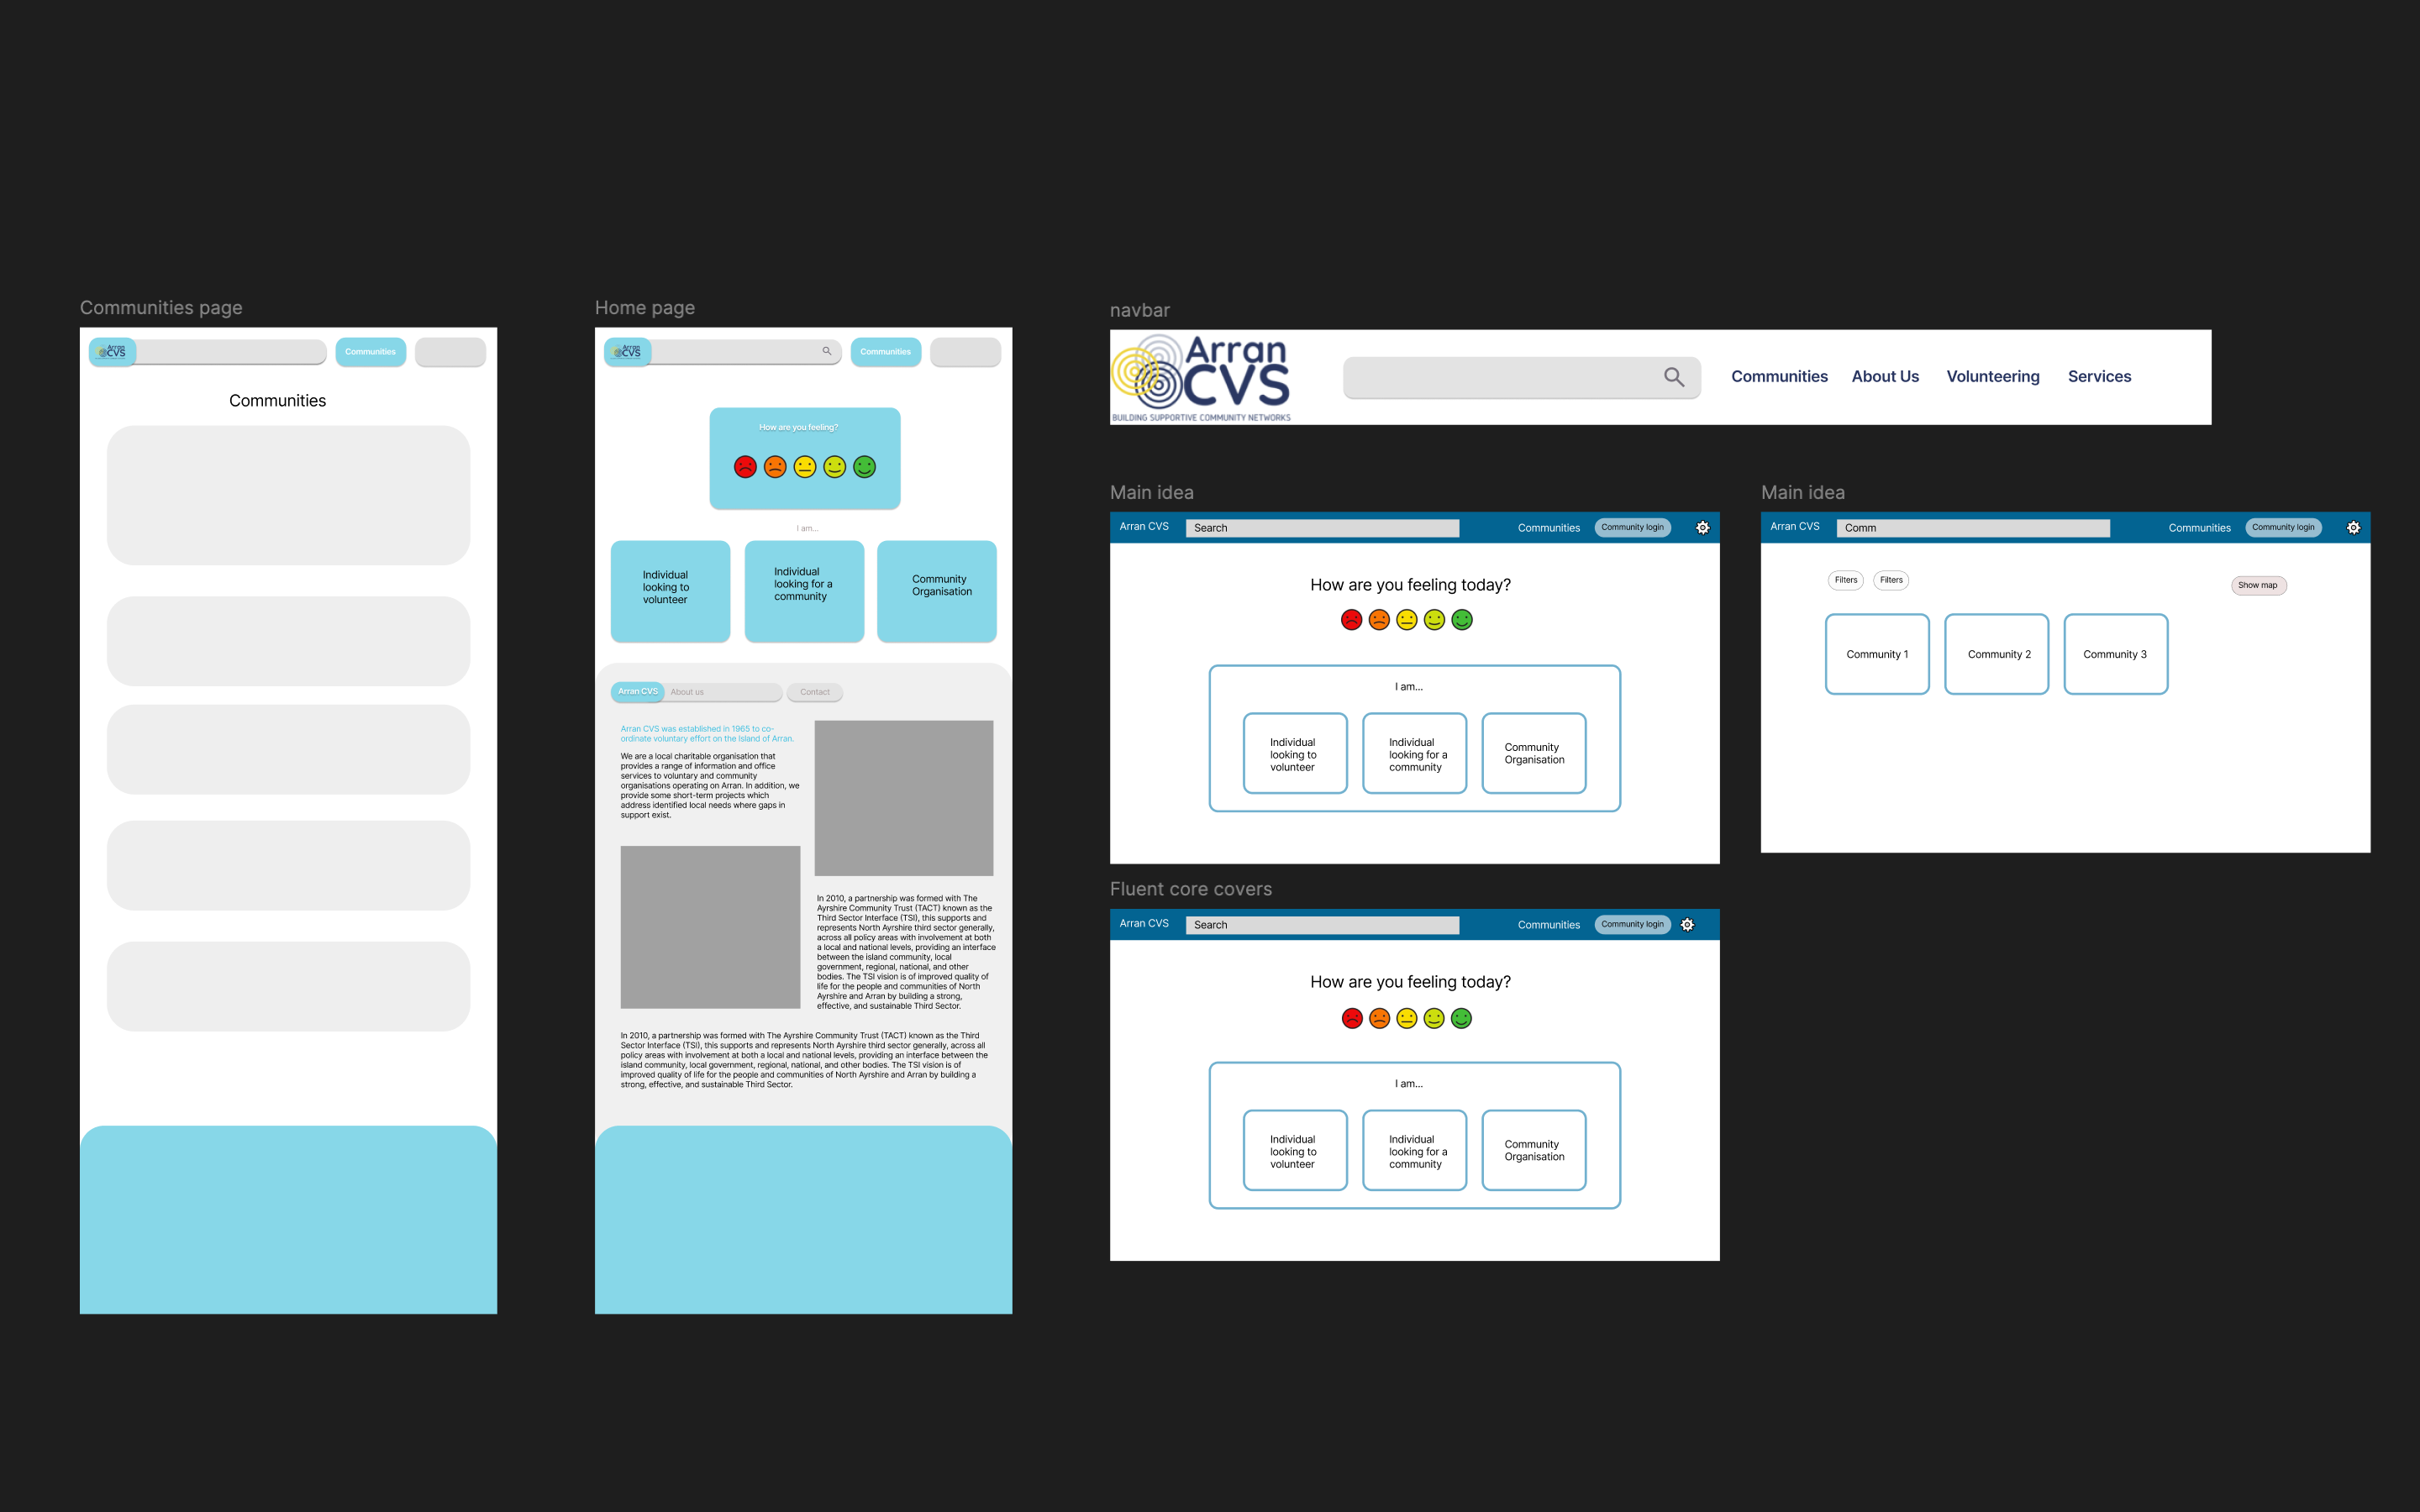 Communities page
Arran
CVS
Communities
Communities
Home page
Arran
CVS
Communities
How are you feeling?
I am...
Individual
looking to
volunteer
Individual
looking for a
community
Community
Organisation
Arran CVS
About us
Contact
Arran CVS was established in 1965 to co-
ordinate voluntary effort on the Island of Arran.
We are a local charitable organisation that
provides a range of information and office
services to voluntary and community
organisations operating on Arran. In addition, we
provide some short-term projects which
address identified local needs where gaps in
support exist.
In 2010, a partnership was formed with The
Ayrshire Community Trust (TACT) known as the
Third Sector Interface (TSI), this supports and
represents North Ayrshire third sector generally,
across all policy areas with involvement at both
a local and national levels, providing an interface
between the island community, local
government, regional, national, and other
bodies. The TSI vision is of improved quality of
life for the people and communities of North
Ayrshire and Arran by building a strong,
effective, and sustainable Third Sector.
In 2010, a partnership was formed with The Ayrshire Community Trust (TACT) known as the Third
Sector Interface (TSI), this supports and represents North Ayrshire third sector generally, across all
policy areas with involvement at both a local and national levels, providing an interface between the
island community, local government, regional, national, and other bodies. The TSI vision is of
improved quality of life for the people and communities of North Ayrshire and Arran by building a
strong, effective, and sustainable Third Sector.
navbar
Arran
CVS
BUILDING SUPPORTIVE COMMUNITY NETWORKS
Communities
About Us
Volunteering
Services
Main idea
Arran CVS
Search
Communities
Community login
How are you feeling today?
I am...
Individual
looking to
volunteer
Individual
looking for a
community
Community
Organisation
Main idea
Arran CVS
Comm
Communities
Community login
Filters
Filters
Show map
Community 1
Community 2
Community 3
Fluent core covers
Arran CVS
Search
Communities
Community login
How are you feeling today?
I am...
Individual
looking to
volunteer
Individual
looking for a
community
Community
Organisation